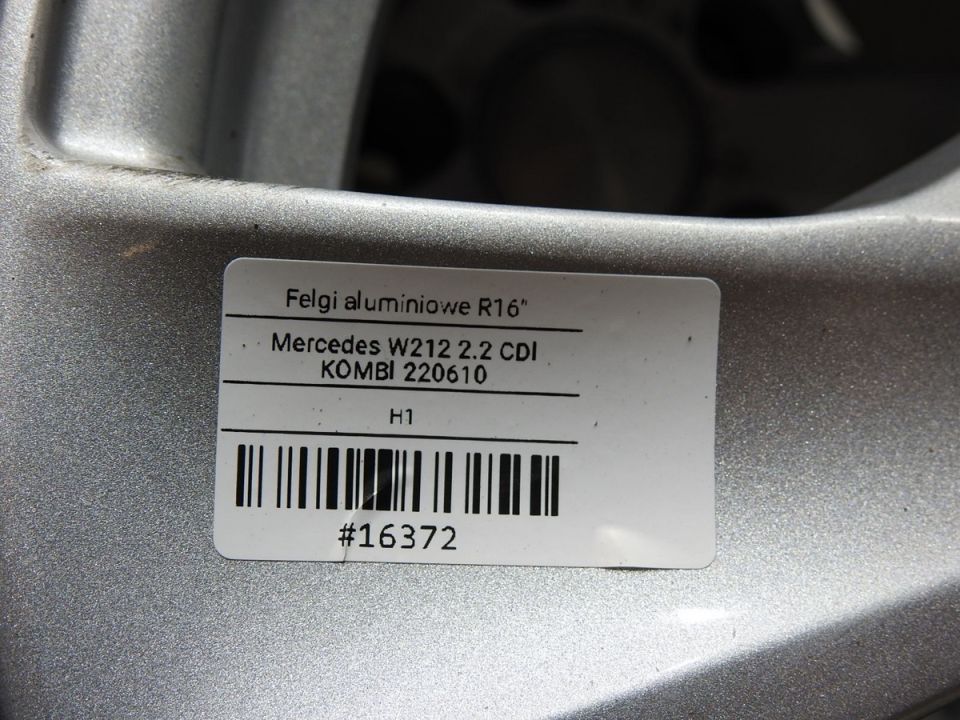 Felgi aluminiowe R16"
Mercedes W212 2.2 CDI
KOMBI 220610
H1
#16372